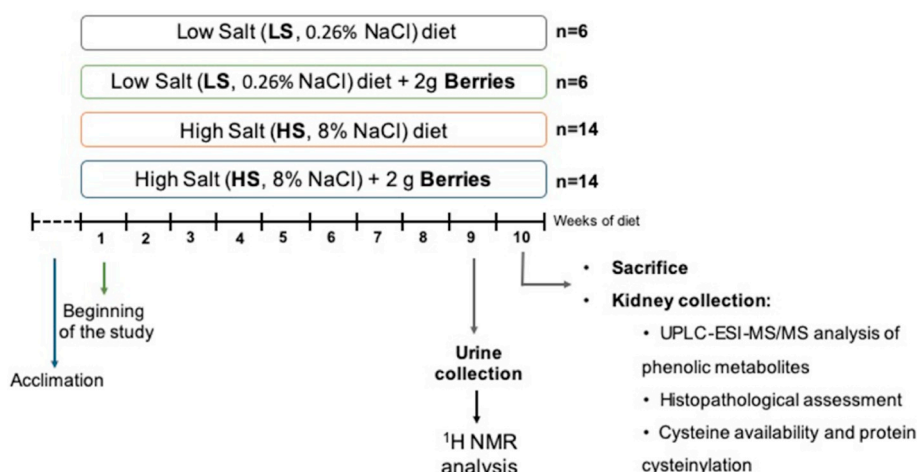 Low Salt (LS, 0.26% NaCl) diet
n=6
Low Salt (LS, 0.26% NaCl) diet + 2g Berries
n=6
High Salt (HS, 8% NaCl) diet
n=14
High Salt (HS, 8% NaCl) + 2 g Berries
n=14
Weeks of diet
1 2 3 4 5 6 7 8 9 10
Beginning
of the study
Acclimation
Urine
collection
¹H NMR
analysis
• Sacrifice
• Kidney collection:
• UPLC-ESI-MS/MS analysis of
phenolic metabolites
• Histopathological assessment
• Cysteine availability and protein
cysteinylation